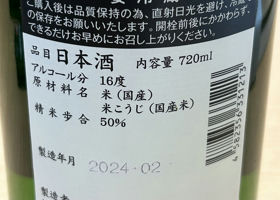 ご購入後は品質保持の為、直射日光を避け、冷蔵
の保存をお願いいたします。開栓前後にかかわらず、
できるだけお早めにお召し上がりください。
品目 日本酒 内容量 720ml
アルコール分 16度
原材料名 米(国産)
米こうじ(国産米)
精米歩合 50%
製造年月 2024.02
製造者